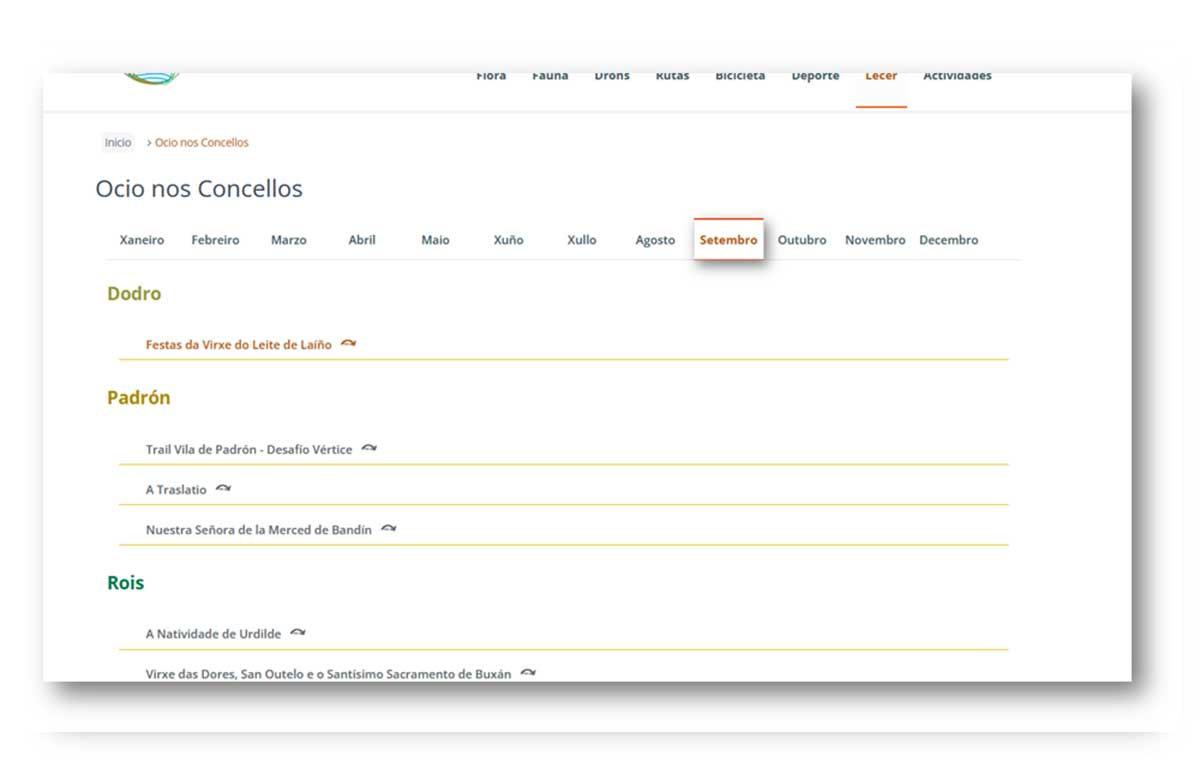 Flora Fauna Drons Rutas Bicicleta Deporte Lecer Actividades
Inicio > Ocio nos Concellos
Ocio nos Concellos
Xaneiro Febreiro Marzo Abril Maio Xuño Xullo Agosto Setembro Outubro Novembro Decembro
Dodro
Festas da Virxe do Leite de Laíño
Padrón
Trail Vila de Padrón - Desafío Vértice
A Traslatio
Nuestra Señora de la Merced de Bandín
Rois
A Natividade de Urdilde
Virxe das Dores, San Outelo e o Santísimo Sacramento de Buxán